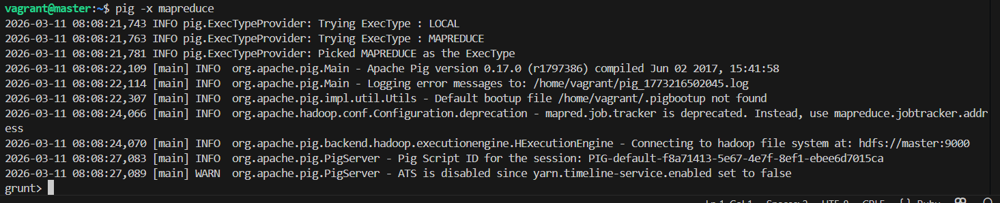 vagrant@master:~$ pig -x mapreduce
2026-03-11 08:08:21,743 INFO pig.ExecTypeProvider: Trying ExecType : LOCAL
2026-03-11 08:08:21,763 INFO pig.ExecTypeProvider: Trying ExecType : MAPREDUCE
2026-03-11 08:08:21,781 INFO pig.ExecTypeProvider: Picked MAPREDUCE as the ExecType
2026-03-11 08:08:22,109 [main] INFO  org.apache.pig.Main - Apache Pig version 0.17.0 (r1797386) compiled Jun 02 2017, 15:41:58
2026-03-11 08:08:22,114 [main] INFO  org.apache.pig.Main - Logging error messages to: /home/vagrant/pig_1773216502045.log
2026-03-11 08:08:22,307 [main] INFO  org.apache.pig.impl.util.Utils - Default bootup file /home/vagrant/.pigbootup not found
2026-03-11 08:08:24,066 [main] INFO  org.apache.hadoop.conf.Configuration.deprecation - mapred.job.tracker is deprecated. Instead, use mapreduce.jobtracker.addr
ess
2026-03-11 08:08:24,070 [main] INFO  org.apache.pig.backend.hadoop.executionengine.HExecutionEngine - Connecting to hadoop file system at: hdfs://master:9000
2026-03-11 08:08:27,083 [main] INFO  org.apache.pig.PigServer - Pig Script ID for the session: PIG-default-f8a71413-5e67-4e7f-8ef1-ebee6d7015ca
2026-03-11 08:08:27,089 [main] WARN  org.apache.pig.PigServer - ATS is disabled since yarn.timeline-service.enabled set to false
grunt>